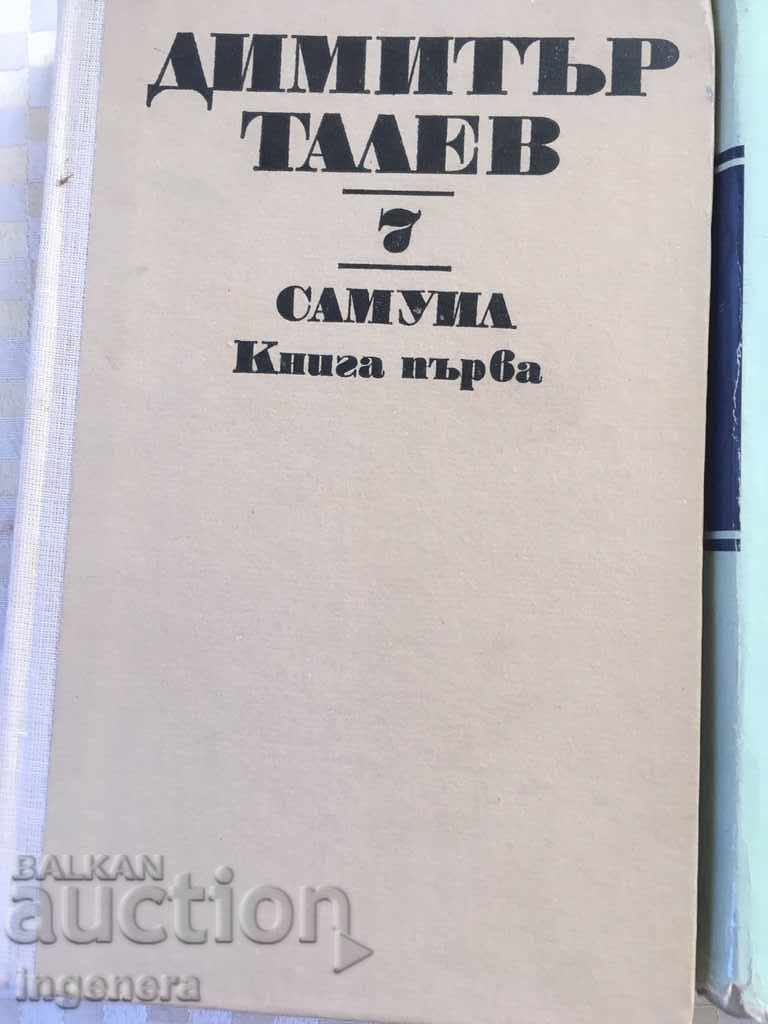 ДИМИТЪР
ТАЛЕВ
7
САМУИЛ
Книга първа
BALKAN
auction
ingenera